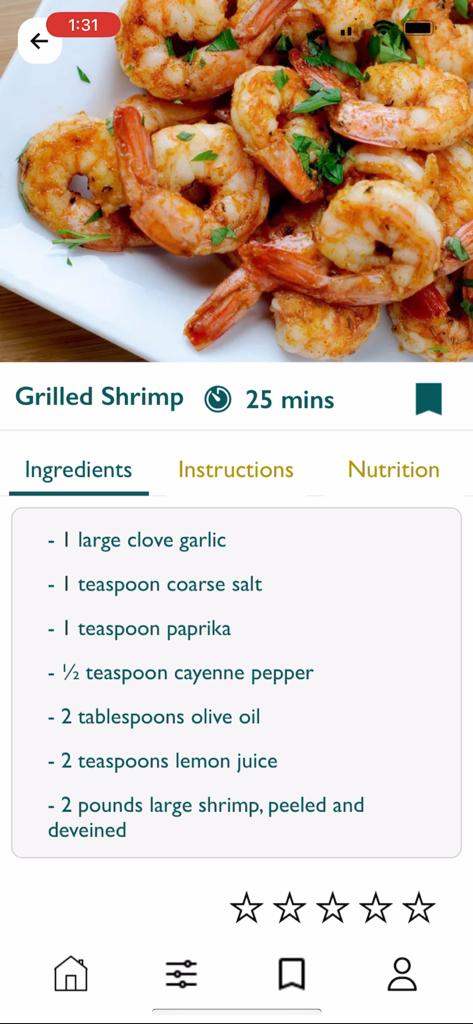 1:31
Grilled Shrimp 25 mins
Ingredients Instructions Nutrition
- 1 large clove garlic
- 1 teaspoon coarse salt
- 1 teaspoon paprika
- ½ teaspoon cayenne pepper
- 2 tablespoons olive oil
- 2 teaspoons lemon juice
- 2 pounds large shrimp, peeled and
deveined